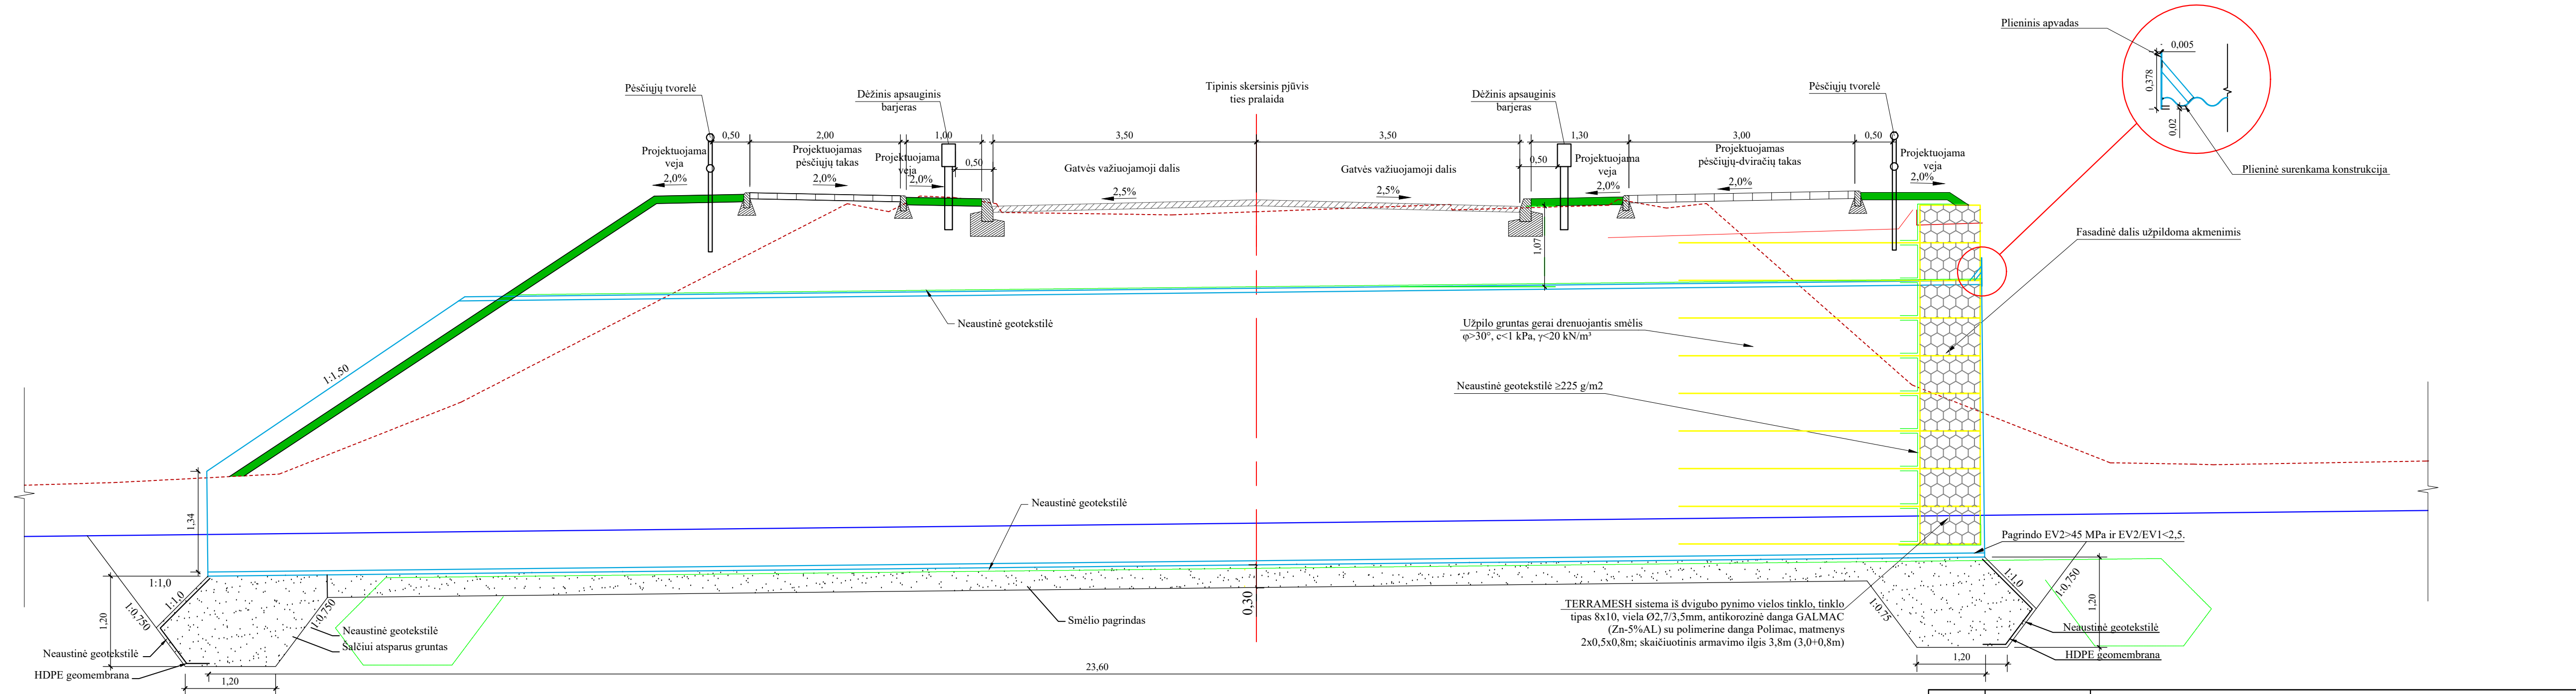 Plieninis apvadas
0,005
0,378
0,02
Plieninė surenkama konstrukcija
Pėsčiųjų tvorelė
Dėžinis apsauginis
barjeras
Tipinis skersinis pjūvis
ties pralaida
Dėžinis apsauginis
barjeras
Pėsčiųjų tvorelė
0,50
2,00
1,00
3,50
3,50
1,30
3,00
0,50
Projektuojama
veja
2,0%
Projektuojamas
pėsčiųjų takas
2,0%
Projektuojama
veja
2,0%
0,50
Gatvės važiuojamoji dalis
2,5%
Gatvės važiuojamoji dalis
2,5%
0,50
Projektuojama
veja
2,0%
Projektuojamas
pėsčiųjų-dviračių takas
2,0%
Projektuojama
veja
2,0%
1,07
Fasadinė dalis užpildoma akmenimis
Neaustinė geotekstilė
Užpilo gruntas gerai drenuojantis smėlis
φ>30°, c<1 kPa, γ<20 kN/m³
1:1,50
Neaustinė geotekstilė ≥225 g/m2
Neaustinė geotekstilė
1,34
Pagrindo EV2>45 MPa ir EV2/EV1<2,5.
1:1,0
1:1,0
1:0,750
1,20
1:0,750
Neaustinė geotekstilė
Šalčiui atsparus gruntas
Neaustinė geotekstilė
HDPE geomembrana
1,20
0,30
Smėlio pagrindas
23,60
TERRAMESH sistema iš dvigubo pynimo vielos tinklo, tinklo
tipas 8x10, viela Ø2,7/3,5mm, antikorozinė danga GALMAC
(Zn-5%AL) su polimerine danga Polimac, matmenys
2x0,5x0,8m; skaičiuotinis armavimo ilgis 3,8m (3,0+0,8m)
1:0,75
1:1,0
1:0,750
1,20
Neaustinė geotekstilė
HDPE geomembrana
1,20